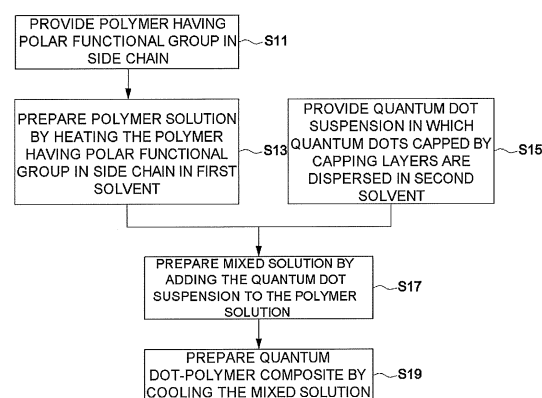 PROVIDE POLYMER HAVING
POLAR FUNCTIONAL GROUP IN
SIDE CHAIN
S11
PREPARE POLYMER SOLUTION
BY HEATING THE POLYMER
HAVING POLAR FUNCTIONAL
GROUP IN SIDE CHAIN IN FIRST
SOLVENT
S13
PROVIDE QUANTUM DOT
SUSPENSION IN WHICH
QUANTUM DOTS CAPPED BY
CAPPING LAYERS ARE
DISPERSED IN SECOND
SOLVENT
S15
PREPARE MIXED SOLUTION BY
ADDING THE QUANTUM DOT
SUSPENSION TO THE POLYMER
SOLUTION
S17
PREPARE QUANTUM
DOT-POLYMER COMPOSITE BY
COOLING THE MIXED SOLUTION
S19